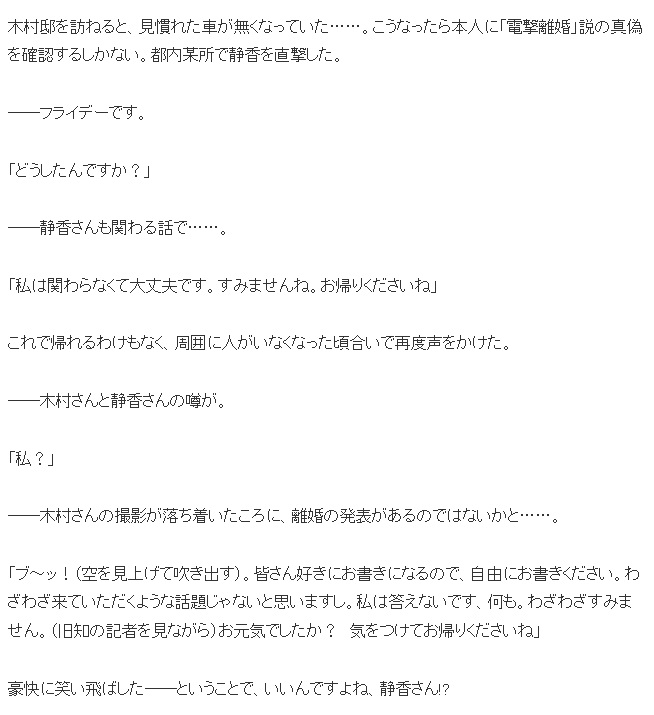 木村邸を訪ねると、見慣れた車が無くなっていた……。こうなったら本人に「電撃離婚」説の真偽
を確認するしかない。都内某所で静香を直撃した。
――フライデーです。
「どうしたんですか？」
――静香さんも関わる話で……。
「私は関わらなくて大丈夫です。すみませんね。お帰りくださいね」
これで帰れるわけもなく、周囲に人がいなくなった頃合いで再度声をかけた。
――木村さんと静香さんの噂が。
「私？」
――木村さんの撮影が落ち着いたころに、離婚の発表があるのではないかと……。
「ブ～ッ！（空を見上げて吹き出す）。皆さん好きにお書きになるので、自由にお書きください。わ
ざわざ来ていただくような話題じゃないと思いますし。私は答えないです、何も。わざわざすみま
せん。（旧知の記者を見ながら）お元気でしたか？　気をつけてお帰りくださいね」
豪快に笑い飛ばした――ということで、いいんですよね、静香さん!?